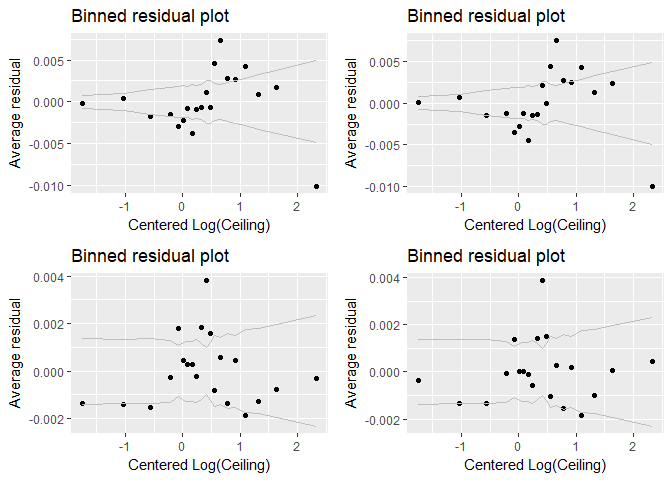 Binned residual plot
Average residual
0.005
0.000
-0.005
-0.010
-1
0
1
2
Centered Log(Ceiling)
Binned residual plot
Average residual
0.005
0.000
-0.005
-0.010
-1
0
1
2
Centered Log(Ceiling)
Binned residual plot
Average residual
0.004
0.002
0.000
-0.002
-1
0
1
2
Centered Log(Ceiling)
Binned residual plot
Average residual
0.004
0.002
0.000
-0.002
-1
0
1
2
Centered Log(Ceiling)